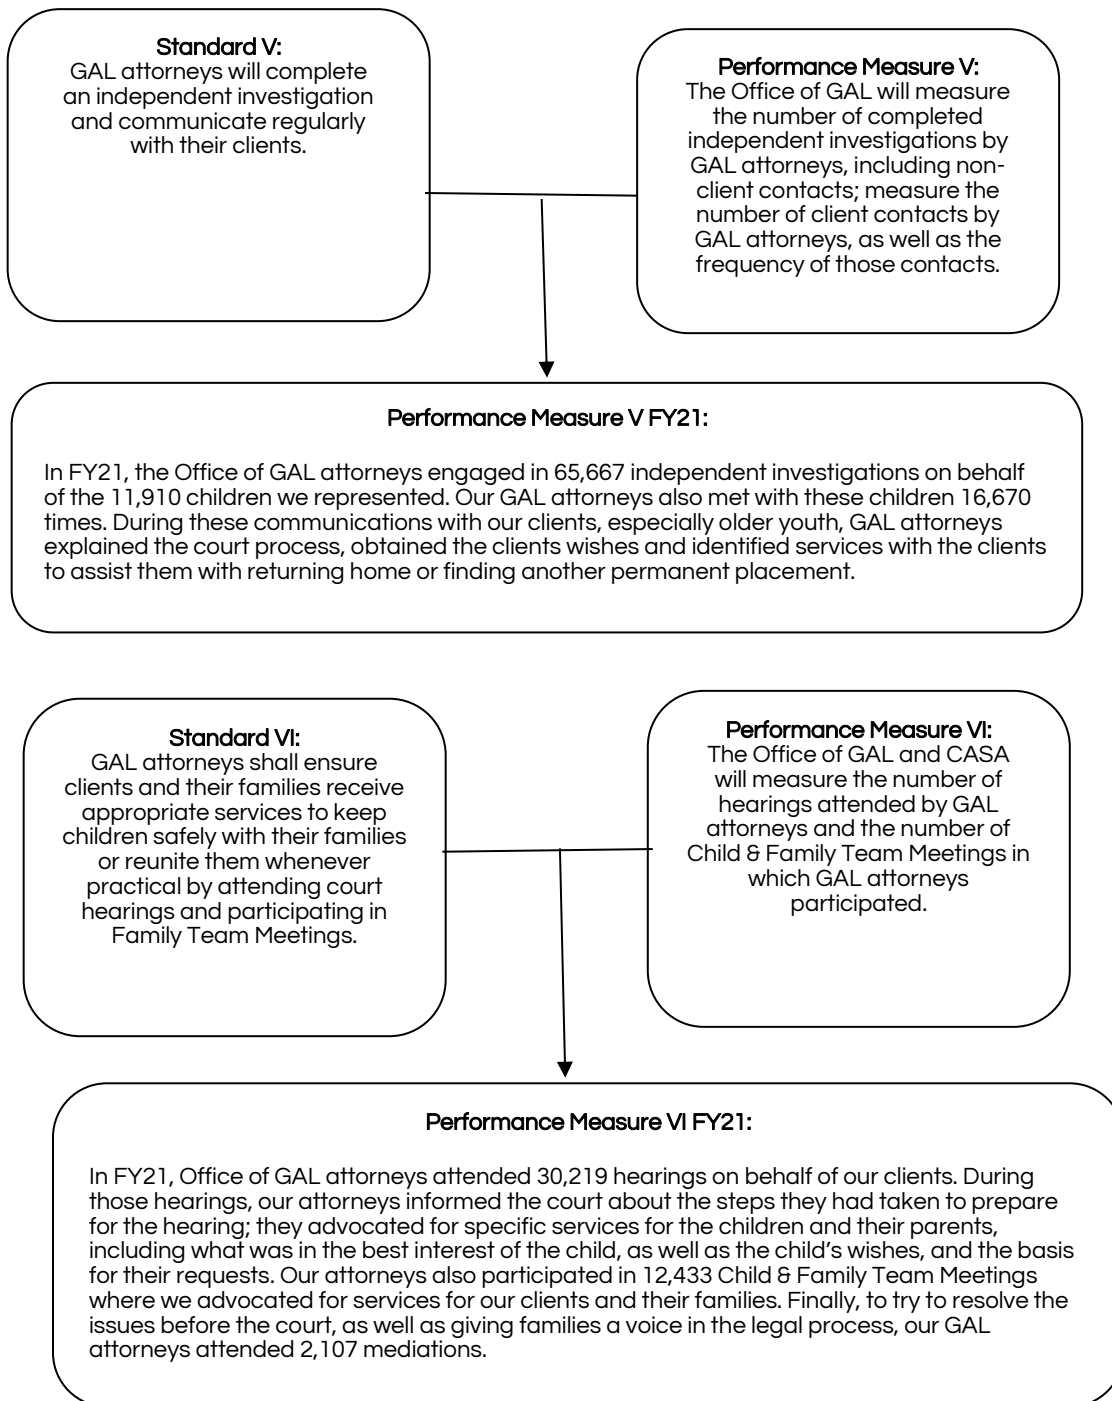 Standard V:
GAL attorneys will complete
an independent investigation
and communicate regularly
with their clients.
Performance Measure V:
The Office of GAL will measure
the number of completed
independent investigations by
GAL attorneys, including non-
client contacts; measure the
number of client contacts by
GAL attorneys, as well as the
frequency of those contacts.
Performance Measure V FY21:
In FY21, the Office of GAL attorneys engaged in 65,667 independent investigations on behalf
of the 11,910 children we represented. Our GAL attorneys also met with these children 16,670
times. During these communications with our clients, especially older youth, GAL attorneys
explained the court process, obtained the clients wishes and identified services with the clients
to assist them with returning home or finding another permanent placement.
Standard VI:
GAL attorneys shall ensure
clients and their families receive
appropriate services to keep
children safely with their families
or reunite them whenever
practical by attending court
hearings and participating in
Family Team Meetings.
Performance Measure VI:
The Office of GAL and CASA
will measure the number of
hearings attended by GAL
attorneys and the number of
Child & Family Team Meetings in
which GAL attorneys
participated.
Performance Measure VI FY21:
In FY21, Office of GAL attorneys attended 30,219 hearings on behalf of our clients. During
those hearings, our attorneys informed the court about the steps they had taken to prepare
for the hearing; they advocated for specific services for the children and their parents,
including what was in the best interest of the child, as well as the child's wishes, and the basis
for their requests. Our attorneys also participated in 12,433 Child & Family Team Meetings
where we advocated for services for our clients and their families. Finally, to try to resolve the
issues before the court, as well as giving families a voice in the legal process, our GAL
attorneys attended 2,107 mediations.